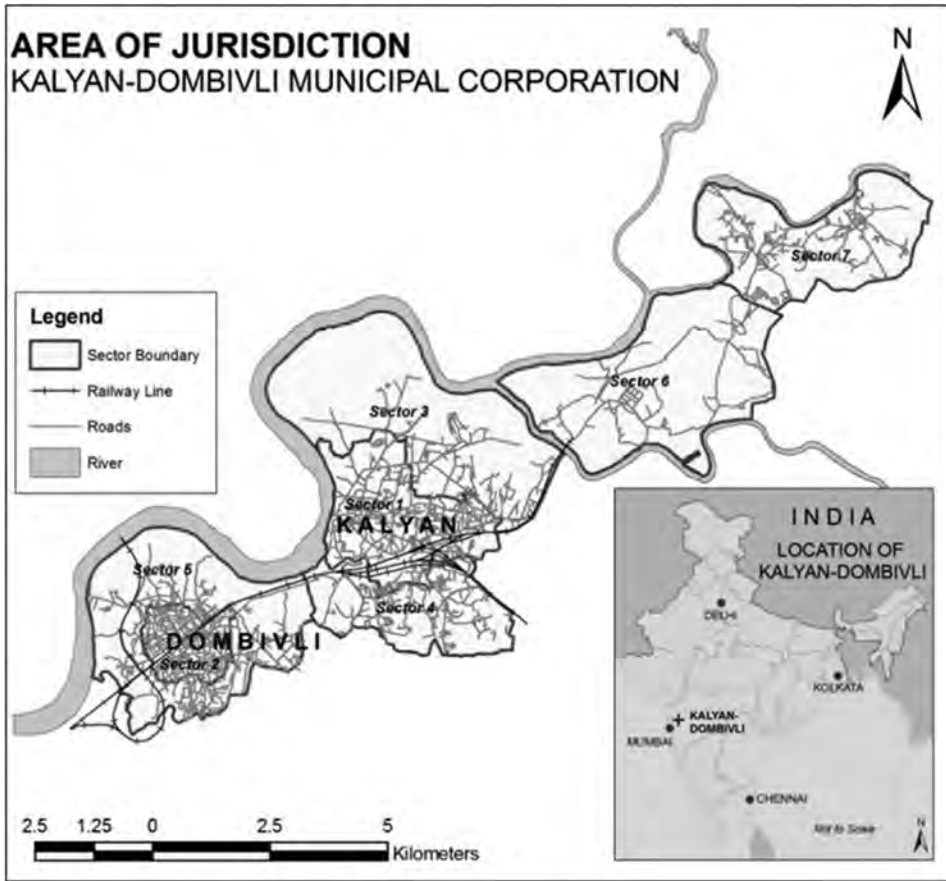 AREA OF JURISDICTION
KALYAN-DOMBIVLI MUNICIPAL CORPORATION
N
Sector 7
Legend
Sector Boundary
Railway Line
Roads
River
Sector 6
Sector 3
Sector 1
KALYAN
Sector 5
Sector 4
DOMBIVLI
Sector 2
INDIA
LOCATION OF
KALYAN-DOMBIVLI
DELHI
KOLKATA
KALYAN-
DOMBIVLI
MUMBAI
CHENNAI
Not to Scale
N
2.5 1.25 0 2.5 5
Kilometers